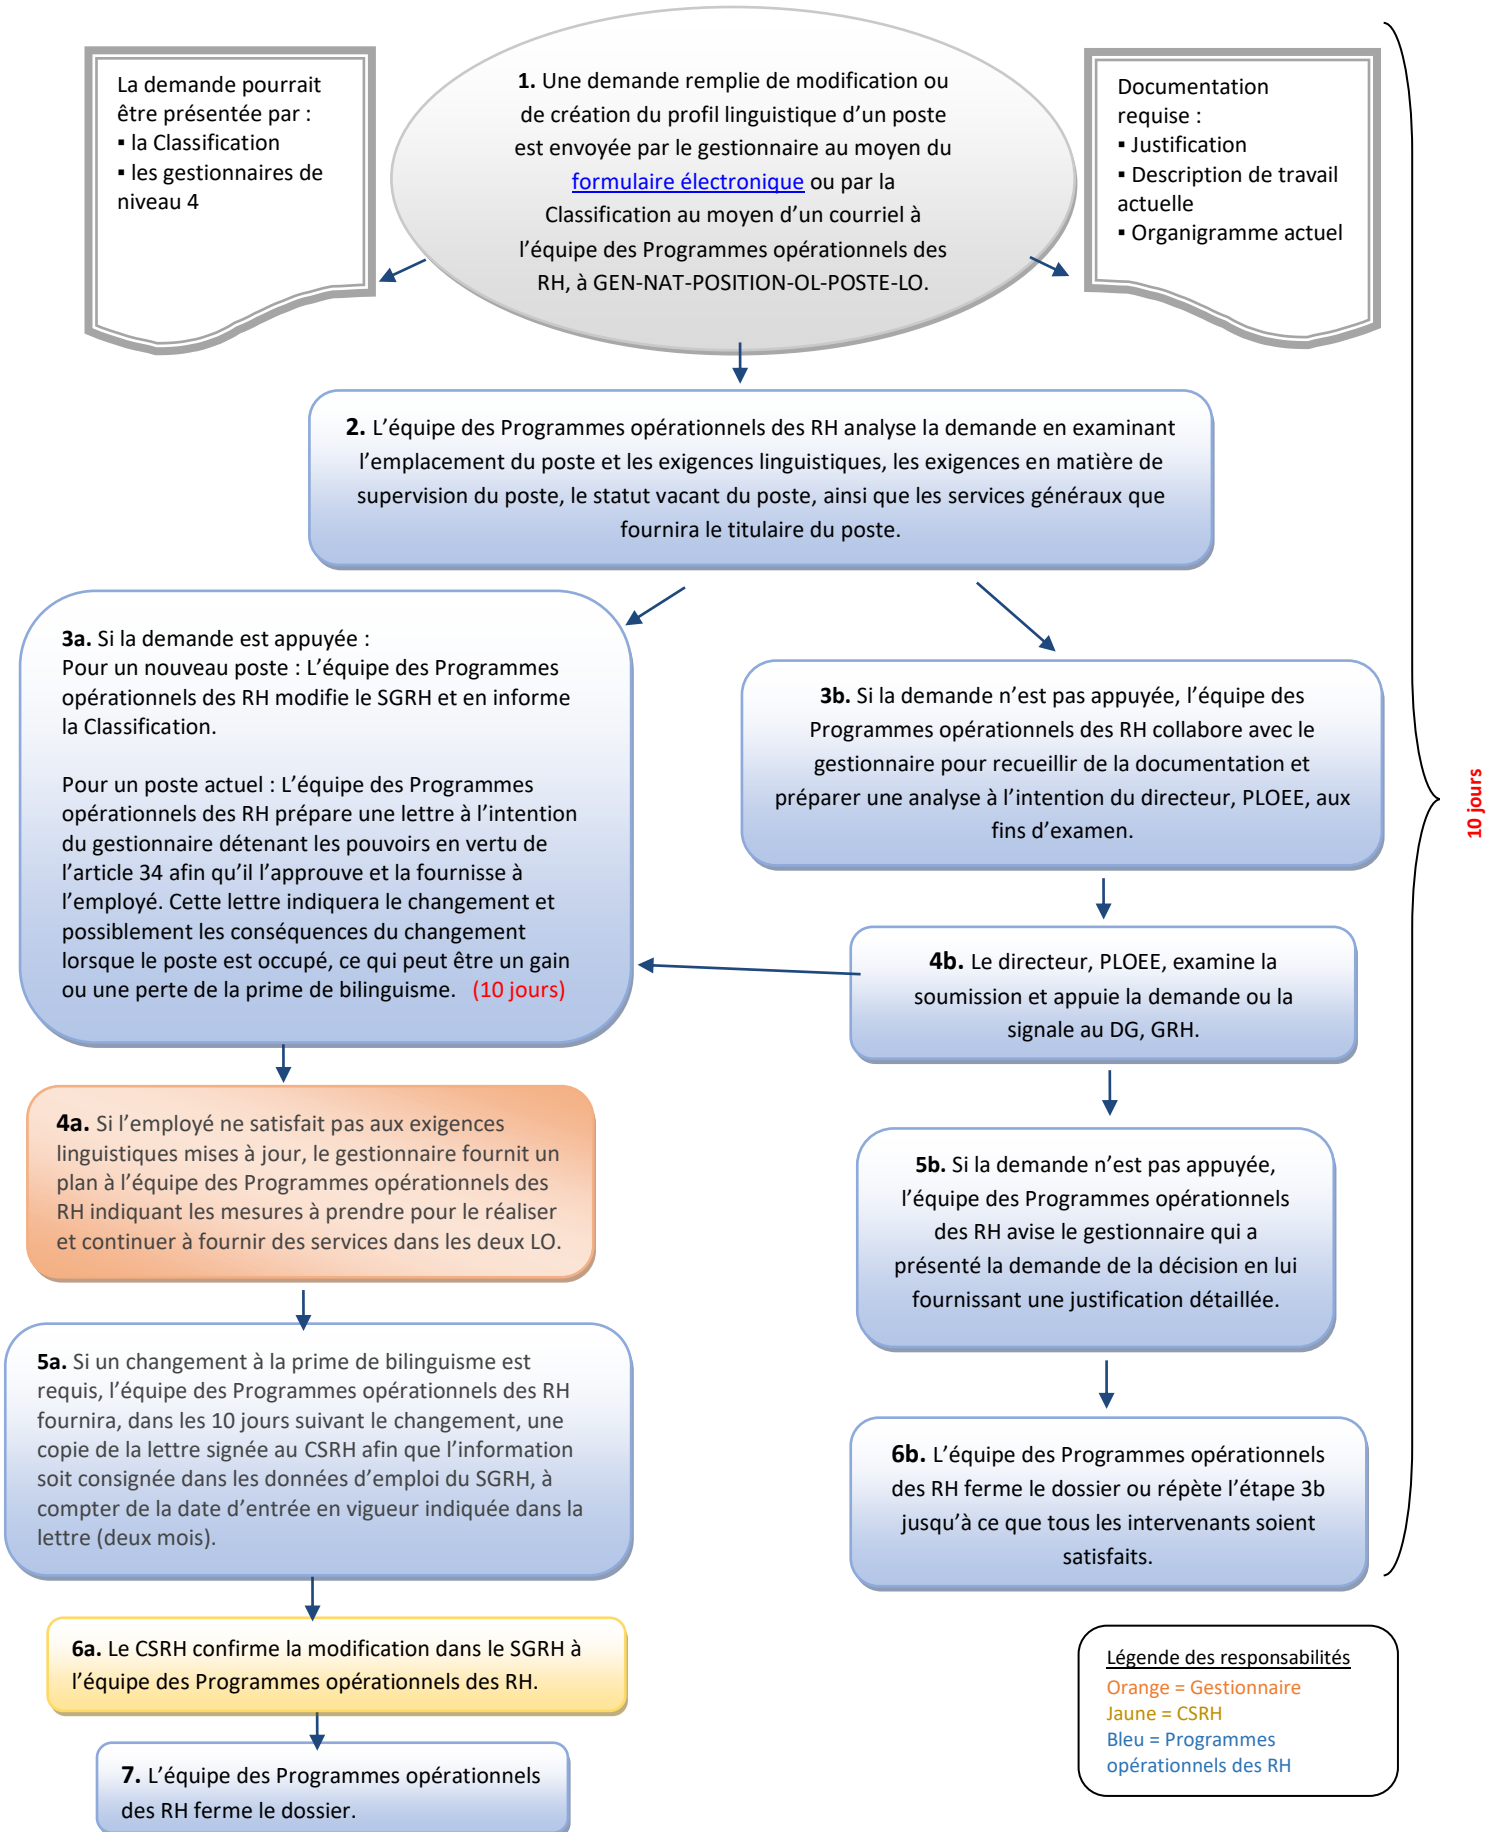 La demande pourrait
être présentée par :
▪ la Classification
▪ les gestionnaires de
niveau 4
1. Une demande remplie de modification ou
de création du profil linguistique d’un poste
est envoyée par le gestionnaire au moyen du
formulaire électronique ou par la
Classification au moyen d’un courriel à
l’équipe des Programmes opérationnels des
RH, à GEN-NAT-POSITION-OL-POSTE-LO.
Documentation
requise :
▪ Justification
▪ Description de travail
actuelle
▪ Organigramme actuel
2. L’équipe des Programmes opérationnels des RH analyse la demande en examinant
l’emplacement du poste et les exigences linguistiques, les exigences en matière de
supervision du poste, le statut vacant du poste, ainsi que les services généraux que
fournira le titulaire du poste.
3a. Si la demande est appuyée :
Pour un nouveau poste : L’équipe des Programmes
opérationnels des RH modifie le SGRH et en informe
la Classification.
Pour un poste actuel : L’équipe des Programmes
opérationnels des RH prépare une lettre à l’intention
du gestionnaire détenant les pouvoirs en vertu de
l’article 34 afin qu’il l’approuve et la fournisse à
l’employé. Cette lettre indiquera le changement et
possiblement les conséquences du changement
lorsque le poste est occupé, ce qui peut être un gain
ou une perte de la prime de bilinguisme. (10 jours)
3b. Si la demande n’est pas appuyée, l’équipe des
Programmes opérationnels des RH collabore avec le
gestionnaire pour recueillir de la documentation et
préparer une analyse à l’intention du directeur, PLOEE, aux
fins d’examen.
10 jours
4b. Le directeur, PLOEE, examine la
soumission et appuie la demande ou la
signale au DG, GRH.
4a. Si l’employé ne satisfait pas aux exigences
linguistiques mises à jour, le gestionnaire fournit un
plan à l’équipe des Programmes opérationnels des
RH indiquant les mesures à prendre pour le réaliser
et continuer à fournir des services dans les deux LO.
5b. Si la demande n’est pas appuyée,
l’équipe des Programmes opérationnels
des RH avise le gestionnaire qui a
présenté la demande de la décision en lui
fournissant une justification détaillée.
5a. Si un changement à la prime de bilinguisme est
requis, l’équipe des Programmes opérationnels des RH
fournira, dans les 10 jours suivant le changement, une
copie de la lettre signée au CSRH afin que l’information
soit consignée dans les données d’emploi du SGRH, à
compter de la date d’entrée en vigueur indiquée dans la
lettre (deux mois).
6b. L’équipe des Programmes opérationnels
des RH ferme le dossier ou répète l’étape 3b
jusqu’à ce que tous les intervenants soient
satisfaits.
6a. Le CSRH confirme la modification dans le SGRH à
l’équipe des Programmes opérationnels des RH.
7. L’équipe des Programmes opérationnels
des RH ferme le dossier.
Légende des responsabilités
Orange = Gestionnaire
Jaune = CSRH
Bleu = Programmes
opérationnels des RH